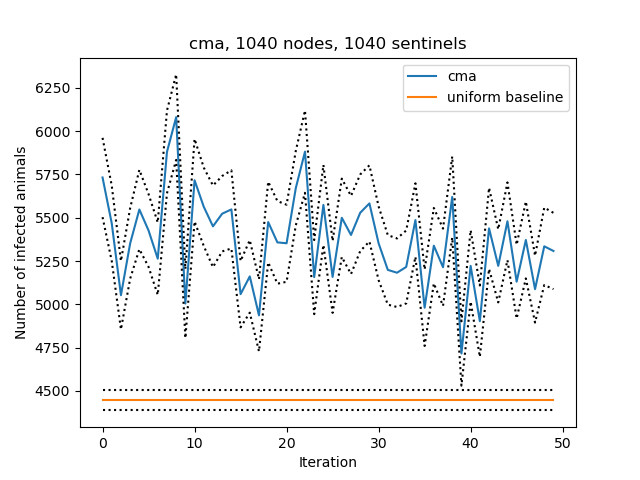 cma, 1040 nodes, 1040 sentinels
cma
uniform baseline
Number of infected animals
6250
6000
5750
5500
5250
5000
4750
4500
0 10 20 30 40 50
Iteration